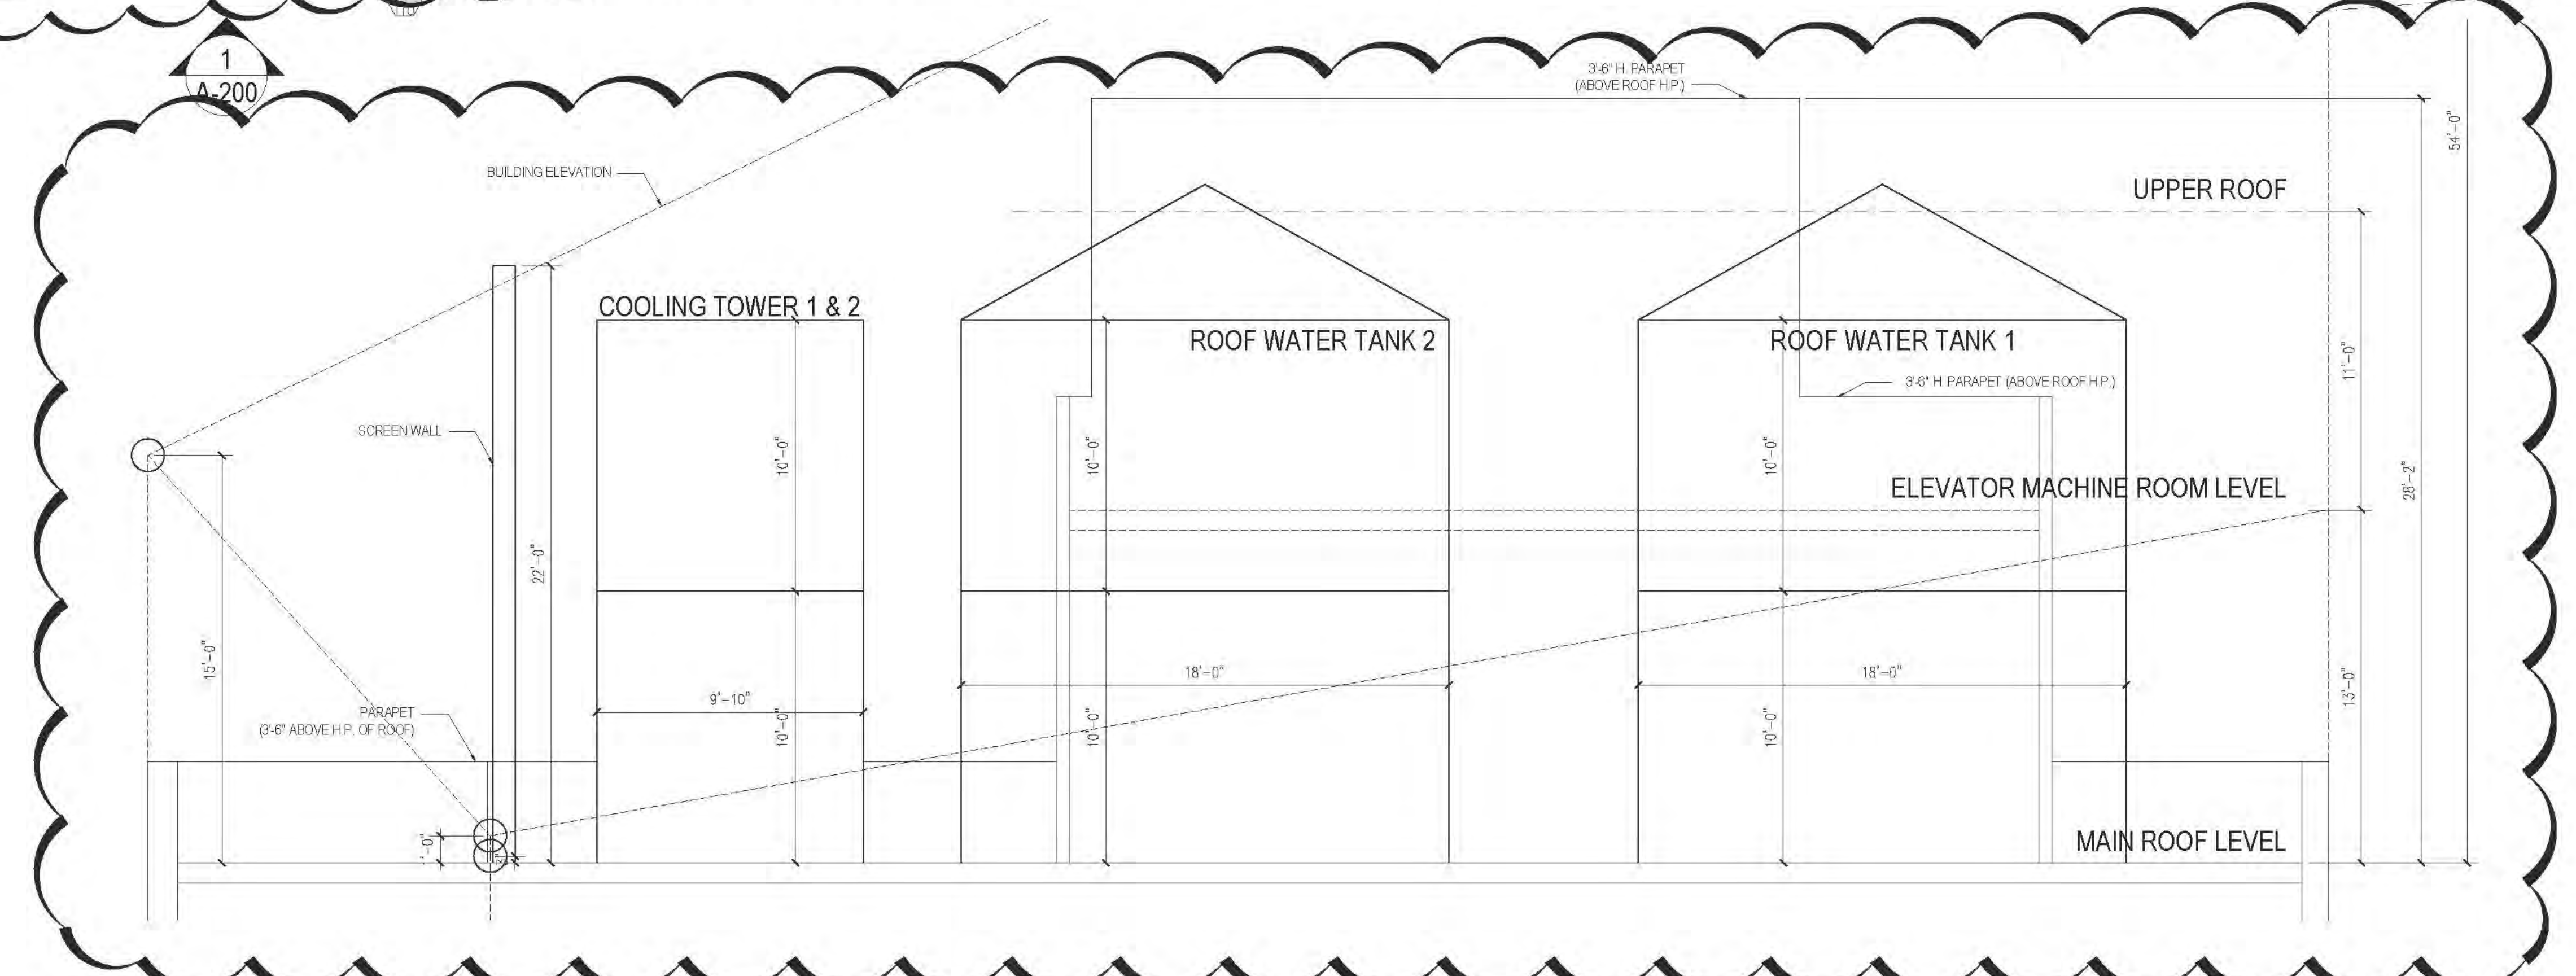 1
A-200
3'-6" H. PARAPET
(ABOVE ROOF H.P.)
54'-0"
BUILDING ELEVATION
UPPER ROOF
COOLING TOWER 1 & 2
ROOF WATER TANK 2
ROOF WATER TANK 1
11'-0"
3'-6" H. PARAPET (ABOVE ROOF H.P.)
SCREEN WALL
10'-0"
10'-0"
10'-0"
28'-2"
ELEVATOR MACHINE ROOM LEVEL
22'-0"
15'-0"
18'-0"
18'-0"
13'-0"
9'-10"
PARAPET
(3'-6" ABOVE H.P. OF ROOF)
10'-0"
10'-0"
10'-0"
MAIN ROOF LEVEL